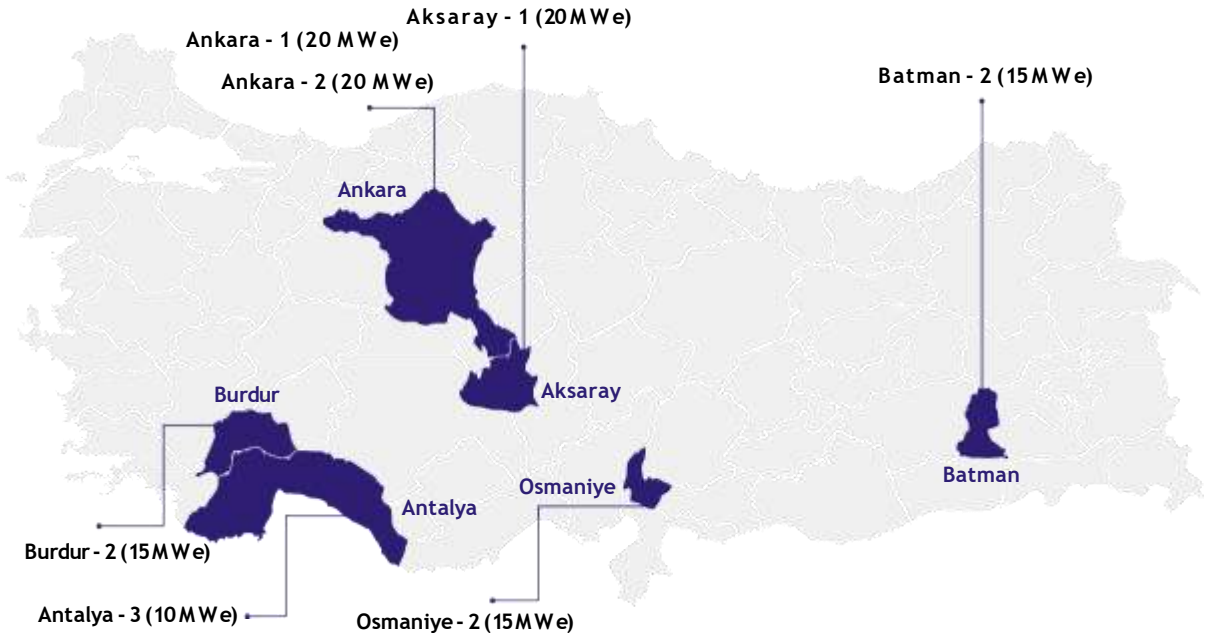 Aksaray - 1 (20MWe)
Ankara - 1 (20 MWe)
Ankara - 2 (20 MWe)
Batman - 2 (15MWe)
Ankara
Burdur
Aksaray
Osmaniye
Batman
Antalya
Burdur - 2 (15MWe)
Antalya - 3 (10MWe)
Osmaniye - 2 (15MWe)